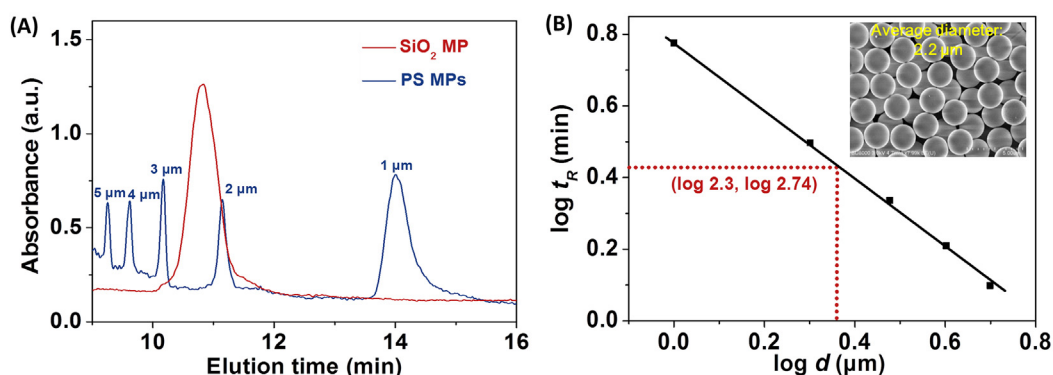 (A)
1.5
1.0
0.5
0.0
Absorbance (a.u.)
SiO₂ MP
PS MPs
5 µm
4 µm
3 µm
2 µm
1 µm
10
12
14
16
Elution time (min)
(B)
0.8
0.6
0.4
0.2
0.0
log tR (min)
Average diameter:
2.2 µm
(log 2.3, log 2.74)
0.0
0.2
0.4
0.6
0.8
log d (µm)